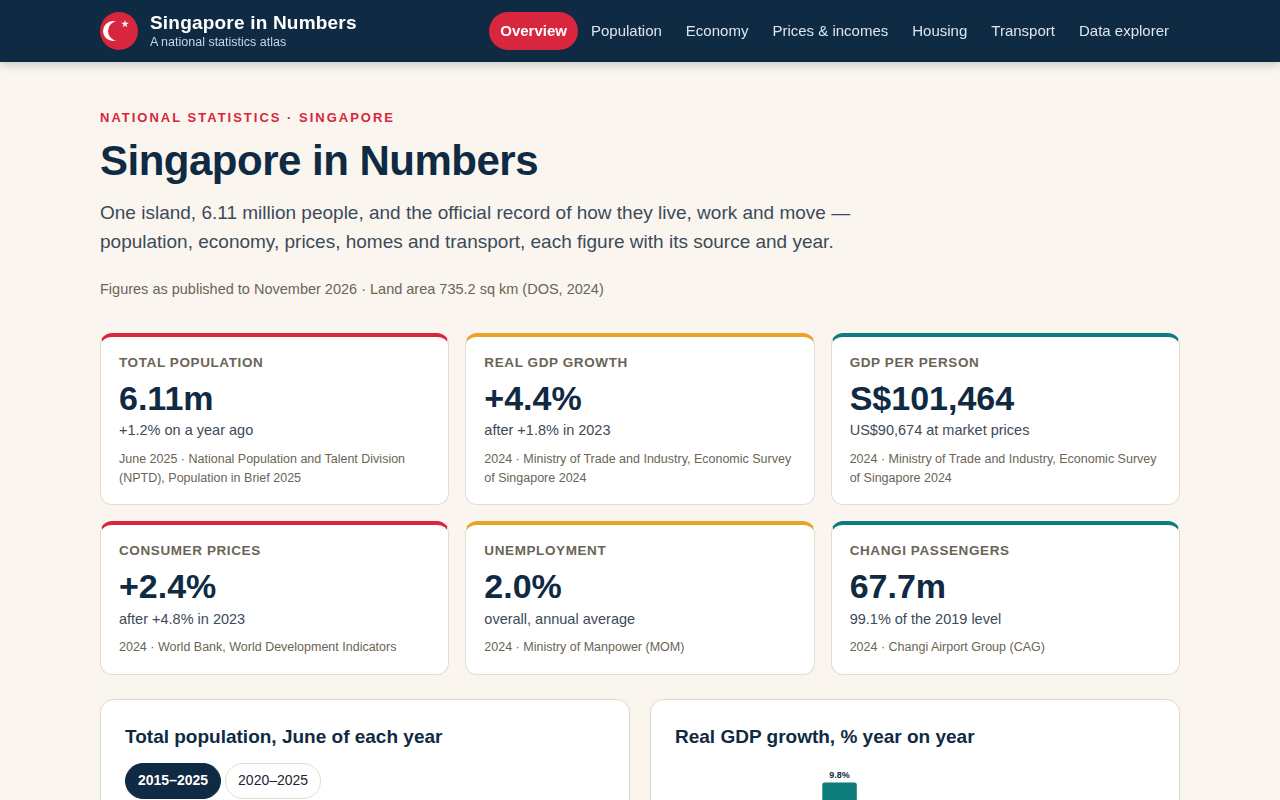 Singapore in Numbers
A national statistics atlas
Overview
Population
Economy
Prices & incomes
Housing
Transport
Data explorer
NATIONAL STATISTICS · SINGAPORE
Singapore in Numbers
One island, 6.11 million people, and the official record of how they live, work and move —
population, economy, prices, homes and transport, each figure with its source and year.
Figures as published to November 2026 · Land area 735.2 sq km (DOS, 2024)
TOTAL POPULATION
6.11m
+1.2% on a year ago
June 2025 · National Population and Talent Division
(NPTD), Population in Brief 2025
REAL GDP GROWTH
+4.4%
after +1.8% in 2023
2024 · Ministry of Trade and Industry, Economic Survey
of Singapore 2024
GDP PER PERSON
S$101,464
US$90,674 at market prices
2024 · Ministry of Trade and Industry, Economic Survey
of Singapore 2024
CONSUMER PRICES
+2.4%
after +4.8% in 2023
2024 · World Bank, World Development Indicators
UNEMPLOYMENT
2.0%
overall, annual average
2024 · Ministry of Manpower (MOM)
CHANGI PASSENGERS
67.7m
99.1% of the 2019 level
2024 · Changi Airport Group (CAG)
Total population, June of each year
2015–2025
2020–2025
Real GDP growth, % year on year
9.8%